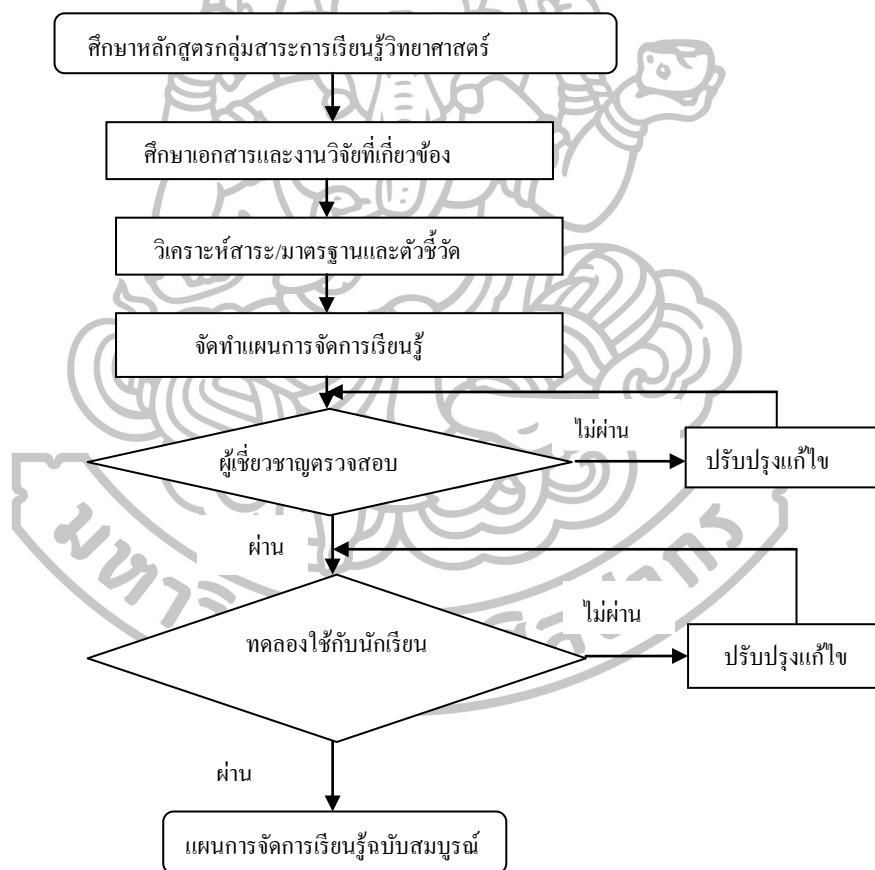 ศึกษาหลักสูตรกลุ่มสาระการเรียนรู้วิทยาศาสตร์
ศึกษาเอกสารและงานวิจัยที่เกี่ยวข้อง
วิเคราะห์สาระ/มาตรฐานและตัวชี้วัด
จัดทำแผนการจัดการเรียนรู้
ไม่ผ่าน
ผู้เชี่ยวชาญตรวจสอบ
ปรับปรุงแก้ไข
ผ่าน
ไม่ผ่าน
ทดลองใช้กับนักเรียน
ปรับปรุงแก้ไข
ผ่าน
แผนการจัดการเรียนรู้ฉบับสมบูรณ์